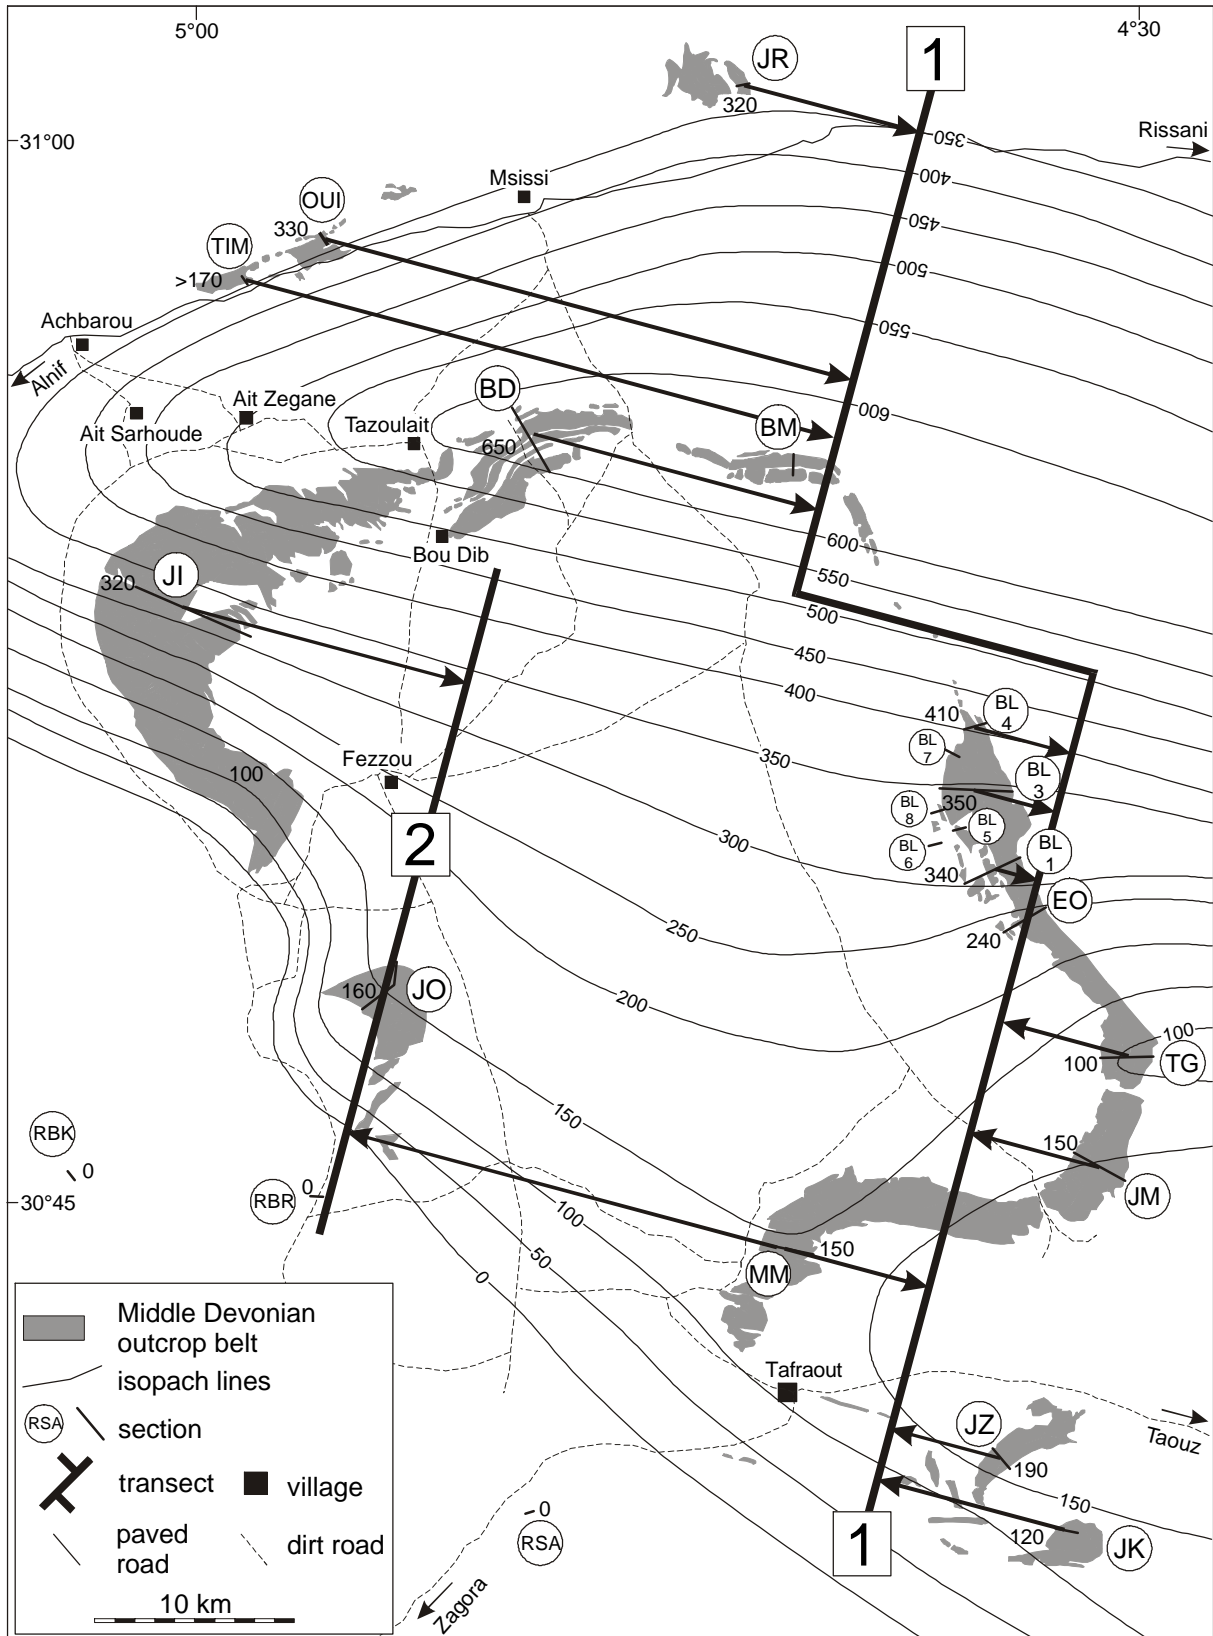 5°00
4°30
JR
1
320
31°00
350
Rissani
400
Msissi
OUI
450
330
TIM
500
>170
Achbarou
550
Alnif
BD
600
Ait Zegane
BM
Ait Sarhoude
Tazoulait
650
600
Bou Dib
550
JI
320
500
450
400
410
BL
4
BL
7
350
Fezzou
BL
3
100
350
BL
8
BL
5
2
300
BL
6
BL
1
340
EO
250
240
JO
160
200
100
100
TG
150
RBK
0
150
30°45
0
RBR
JM
100
150
50
MM
0
Middle Devonian
outcrop belt
Tafraout
isopach lines
RSA
section
JZ
Taouz
190
transect
village
150
0
paved
road
dirt road
RSA
1
120
JK
Zagora
10 km